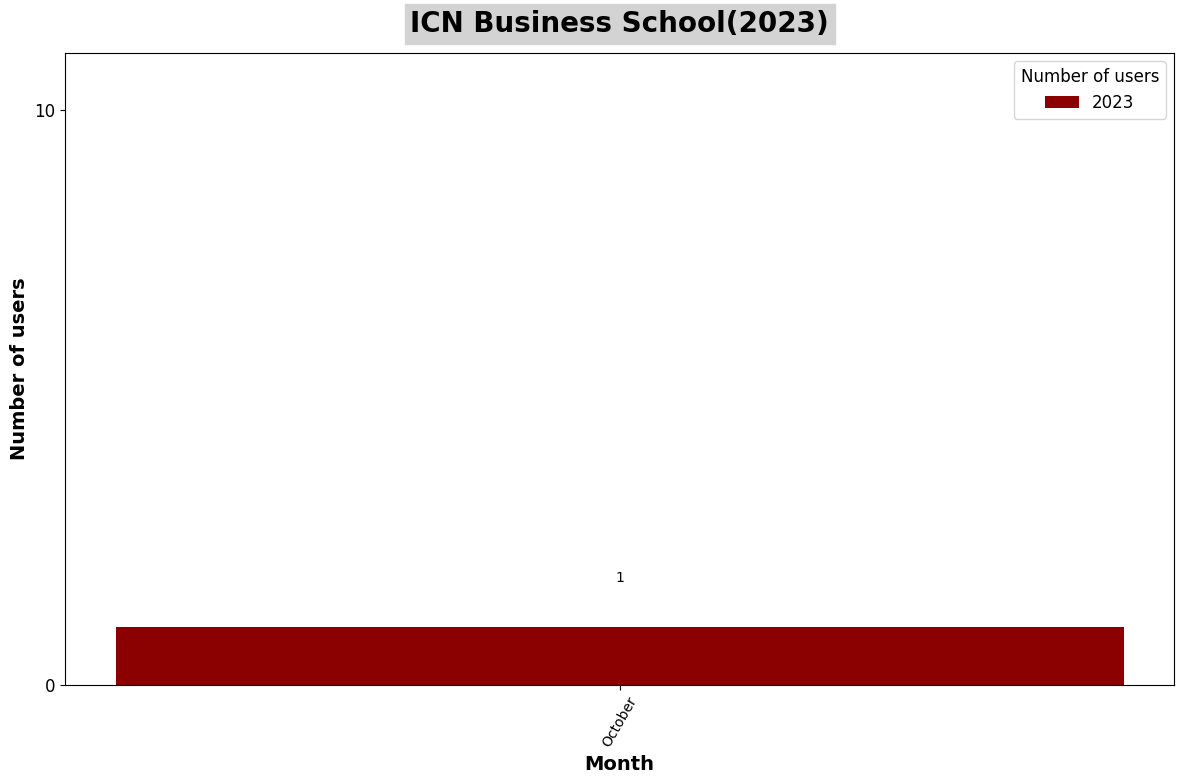 ICN Business School(2023)
Number of users
2023
10
Number of users
1
0
October
Month